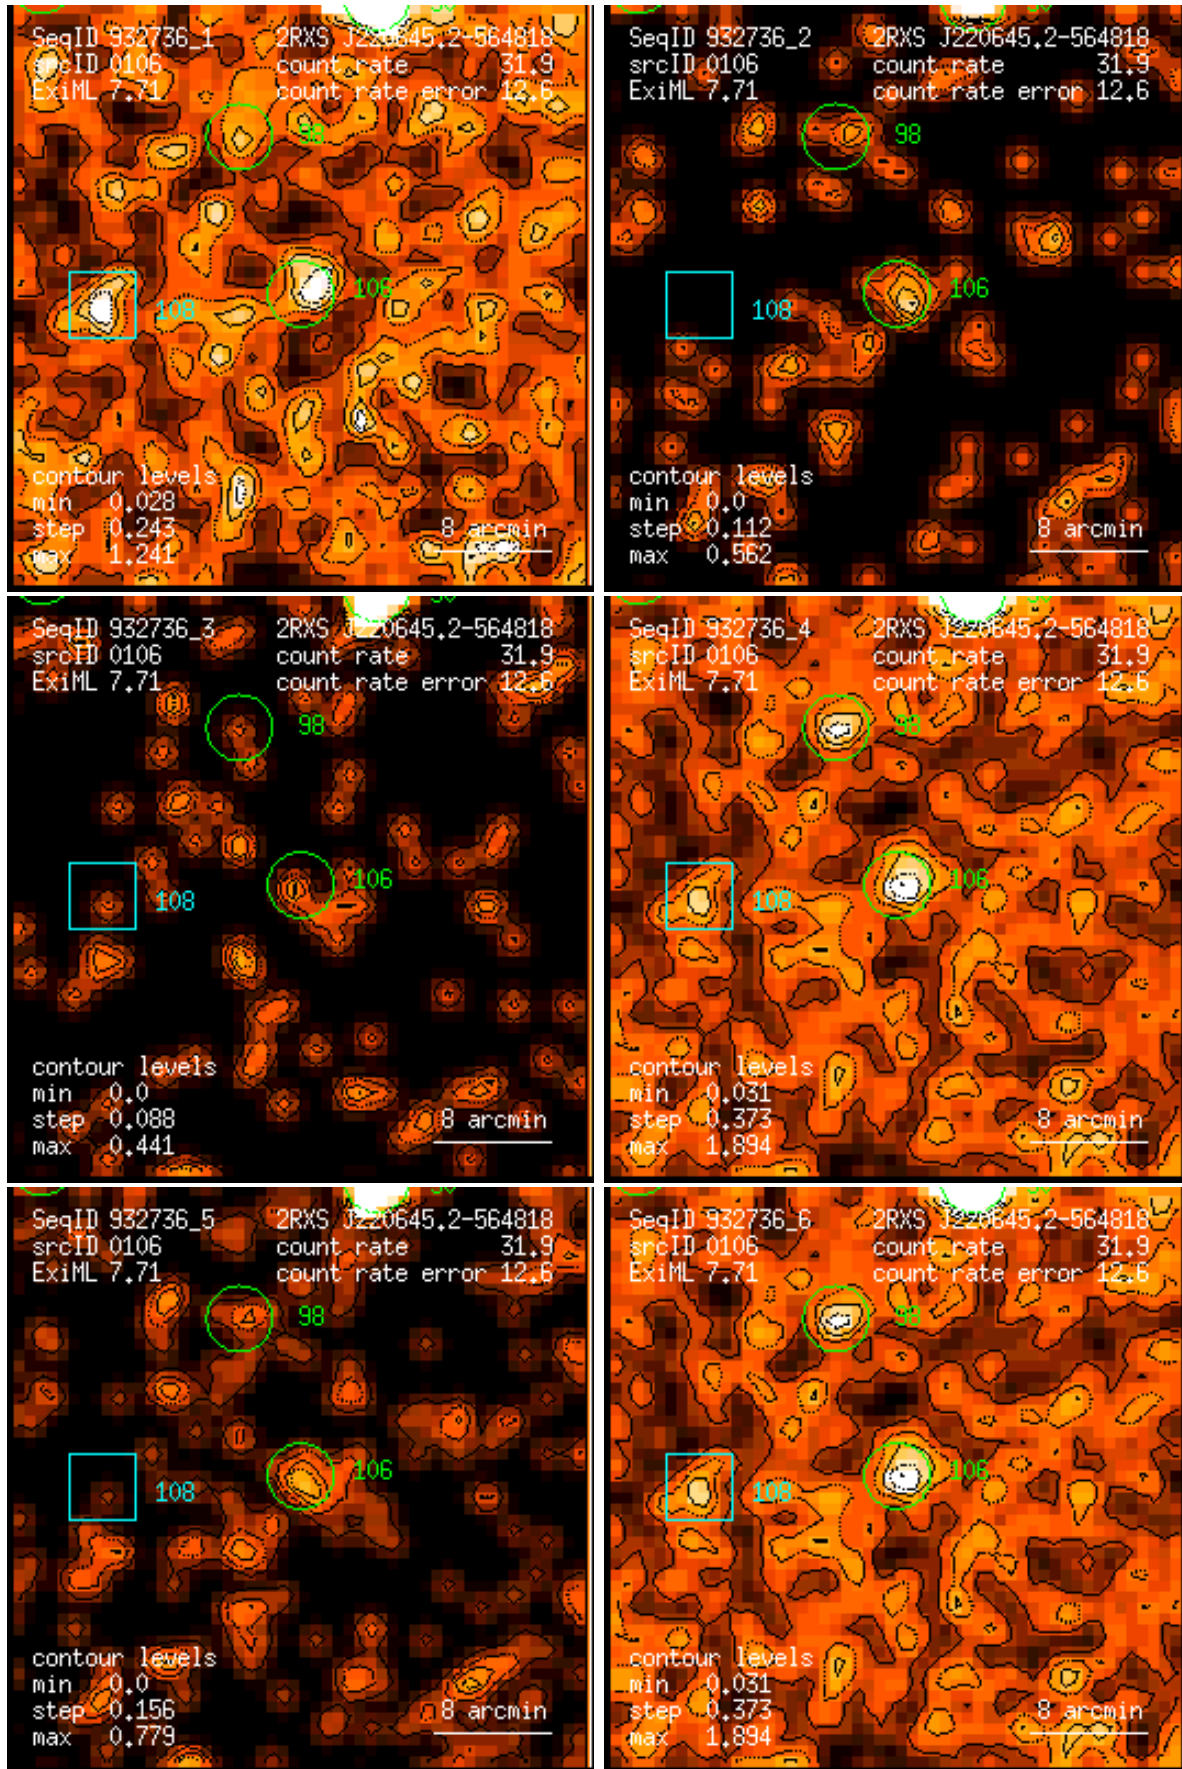 SeqID 932736_1 2RXS J220645.2-564818
srcID 0106 count rate 31.9
ExiML 7.71 count rate error 12.6
98
106
108
contour levels
min 0.028
step 0.243
max 1.241
8 arcmin
SeqID 932736_2 2RXS J220645.2-564818
srcID 0106 count rate 31.9
ExiML 7.71 count rate error 12.6
98
106
108
contour levels
min 0.0
step 0.112
max 0.562
8 arcmin
SeqID 932736_3 2RXS J220645.2-564818
srcID 0106 count rate 31.9
ExiML 7.71 count rate error 12.6
98
106
108
contour levels
min 0.0
step 0.088
max 0.441
8 arcmin
SeqID 932736_4 2RXS J220645.2-564818
srcID 0106 count rate 31.9
ExiML 7.71 count rate error 12.6
98
106
108
contour levels
min 0.031
step 0.373
max 1.894
8 arcmin
SeqID 932736_5 2RXS J220645.2-564818
srcID 0106 count rate 31.9
ExiML 7.71 count rate error 12.6
98
106
108
contour levels
min 0.0
step 0.156
max 0.779
8 arcmin
SeqID 932736_6 2RXS J220645.2-564818
srcID 0106 count rate 31.9
ExiML 7.71 count rate error 12.6
98
106
108
contour levels
min 0.031
step 0.373
max 1.894
8 arcmin